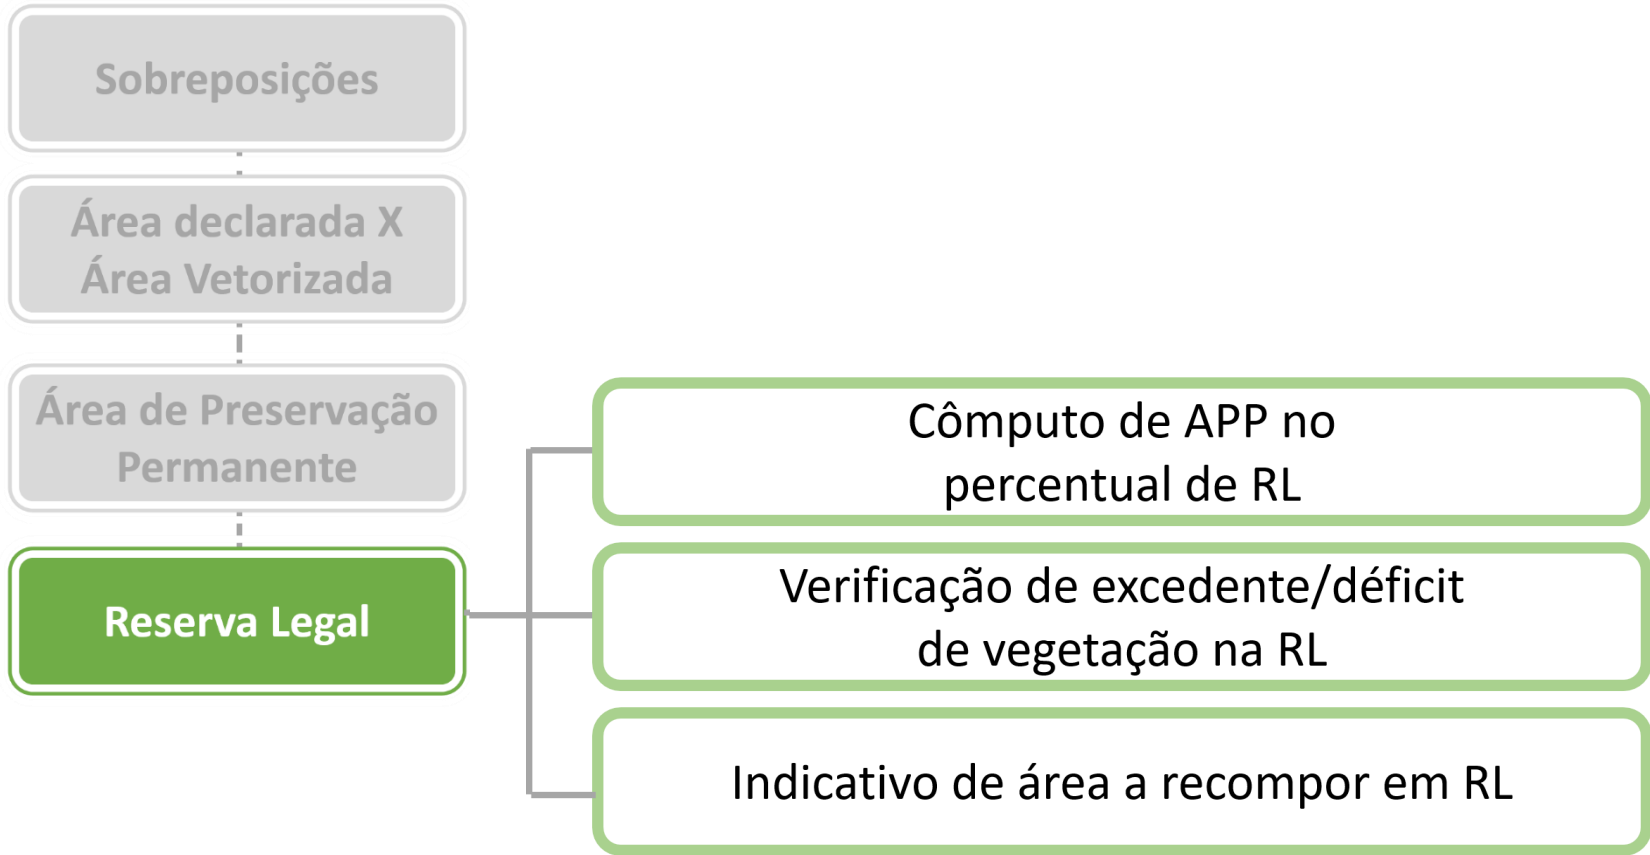 Sobreposições
Área declarada X
Área Vetorizada
Área de Preservação
Permanente
Reserva Legal
Cômputo de APP no
percentual de RL
Verificação de excedente/déficit
de vegetação na RL
Indicativo de área a recompor em RL